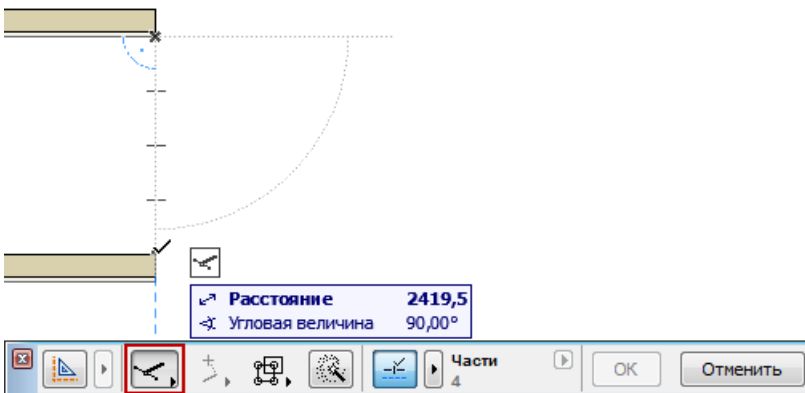 Расстояние 2419,5
Угловая величина 90,00°
Части
4
OK
Отменить